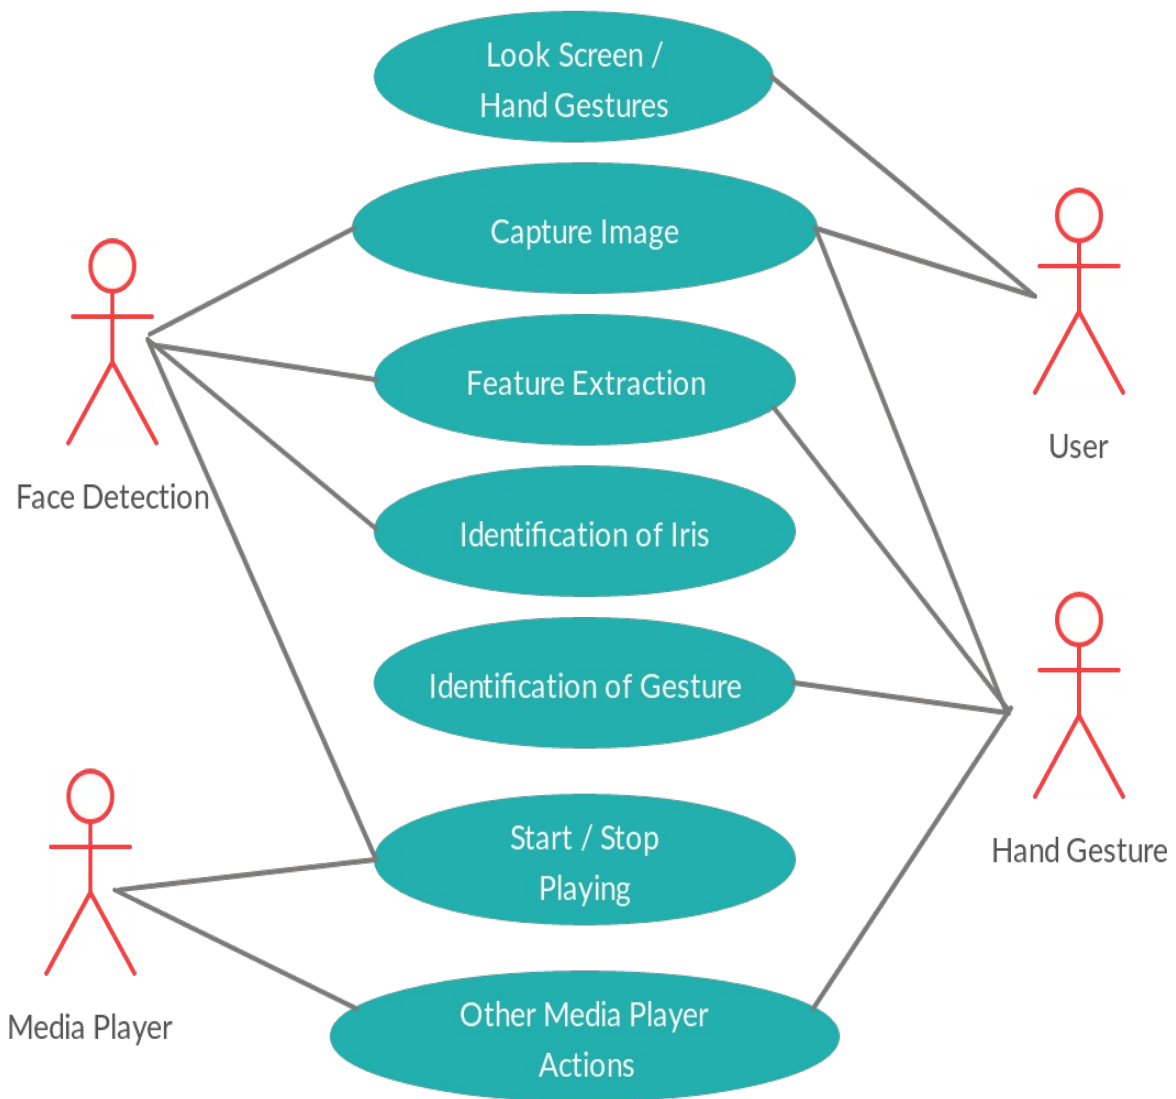 Look Screen /
Hand Gestures
Capture Image
Feature Extraction
User
Face Detection
Identification of Iris
Identification of Gesture
Start / Stop
Playing
Hand Gesture
Media Player
Other Media Player
Actions